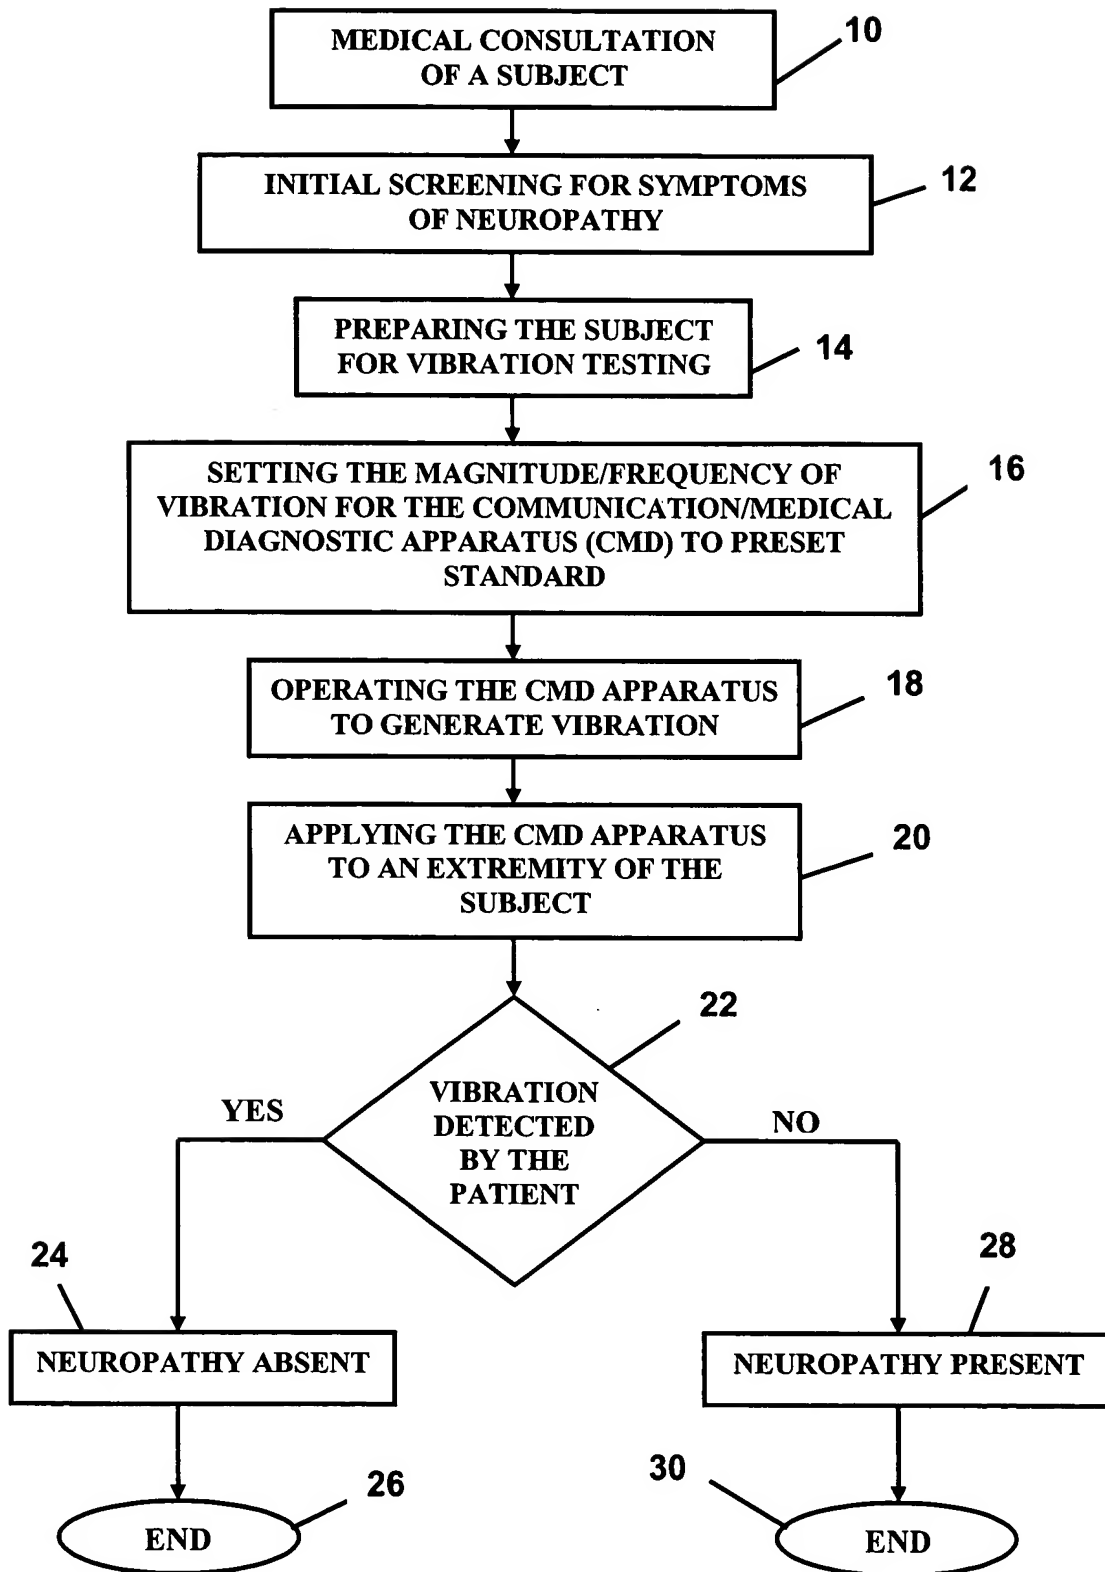 MEDICAL CONSULTATION
OF A SUBJECT
10
INITIAL SCREENING FOR SYMPTOMS
OF NEUROPATHY
12
PREPARING THE SUBJECT
FOR VIBRATION TESTING
14
SETTING THE MAGNITUDE/FREQUENCY OF
VIBRATION FOR THE COMMUNICATION/MEDICAL
DIAGNOSTIC APPARATUS (CMD) TO PRESET
STANDARD
16
OPERATING THE CMD APPARATUS
TO GENERATE VIBRATION
18
APPLYING THE CMD APPARATUS
TO AN EXTREMITY OF THE
SUBJECT
20
VIBRATION
DETECTED
BY THE
PATIENT
22
YES
NO
24
NEUROPATHY ABSENT
28
NEUROPATHY PRESENT
END
26
30
END